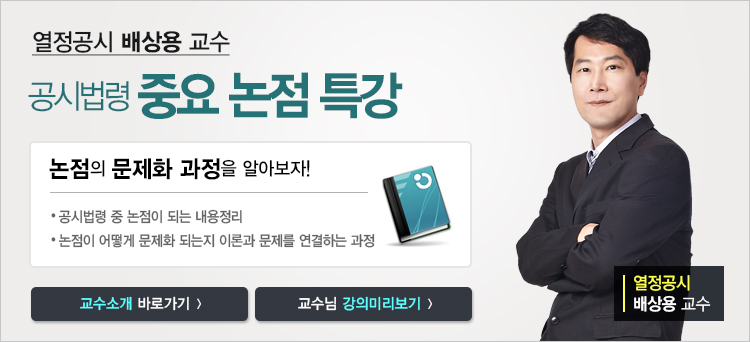 열정공시 배상용 교수
공시법령 중요 논점 특강
논점의 문제화 과정을 알아보자!
• 공시법령 중 논점이 되는 내용정리
• 논점이 어떻게 문제화 되는지 이론과 문제를 연결하는 과정
교수소개 바로가기 >
교수님 강의미리보기 >
열정공시
배상용 교수